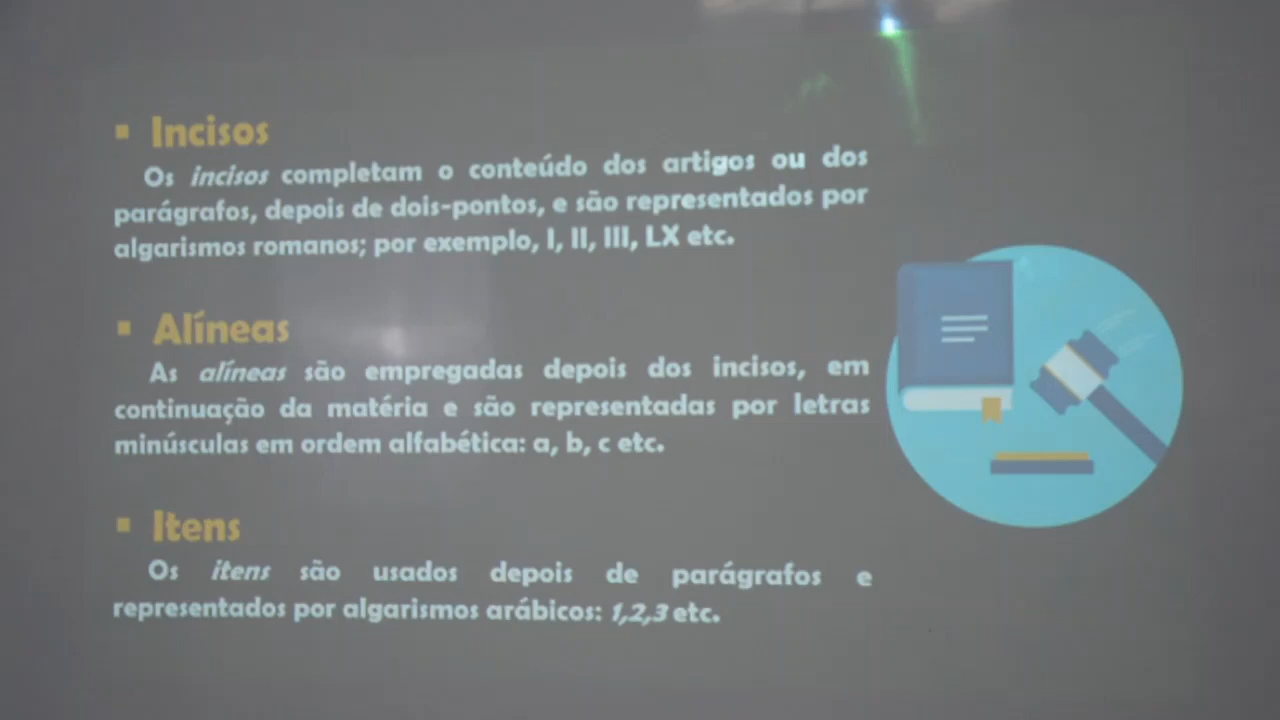 ▪ Incisos
Os incisos completam o conteúdo dos artigos ou dos
parágrafos, depois de dois-pontos, e são representados por
algarismos romanos; por exemplo, I, II, III, LX etc.
▪ Alíneas
As alíneas são empregadas depois dos incisos, em
continuação da matéria e são representadas por letras
minúsculas em ordem alfabética: a, b, c etc.
▪ Itens
Os itens são usados depois de parágrafos e
representados por algarismos arábicos: 1,2,3 etc.